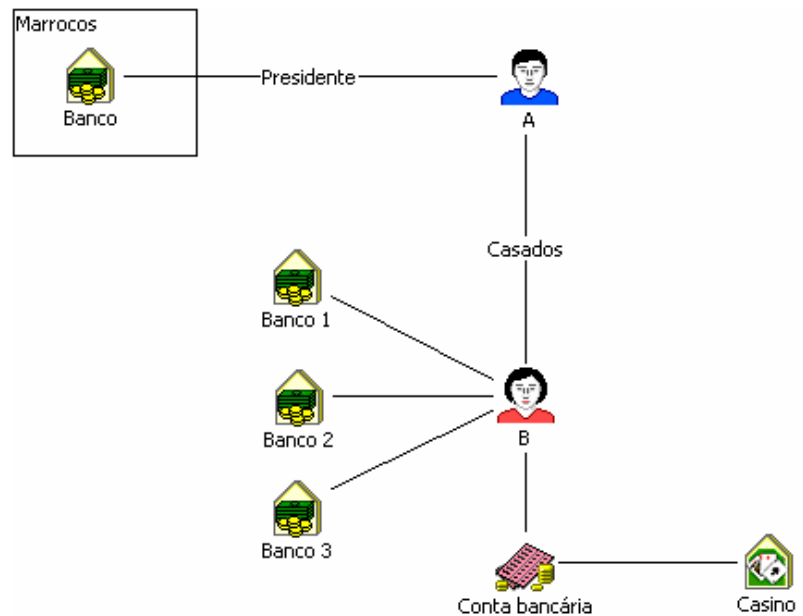 Marrocos
Banco
Presidente
A
Casados
Banco 1
Banco 2
B
Banco 3
Conta bancária
Casino